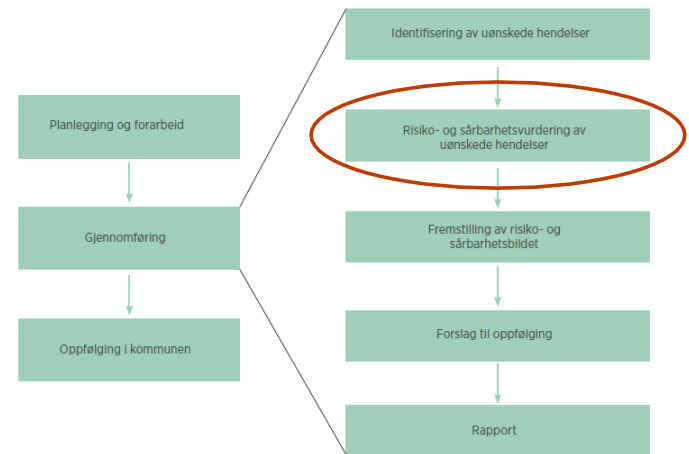 Planlegging og forarbeid
Gjennomføring
Oppfølging i kommunen
Identifisering av uønskede hendelser
Risiko- og sårbarhetsvurdering av
uønskede hendelser
Fremstilling av risiko- og
sårbarhetsbildet
Forslag til oppfølging
Rapport